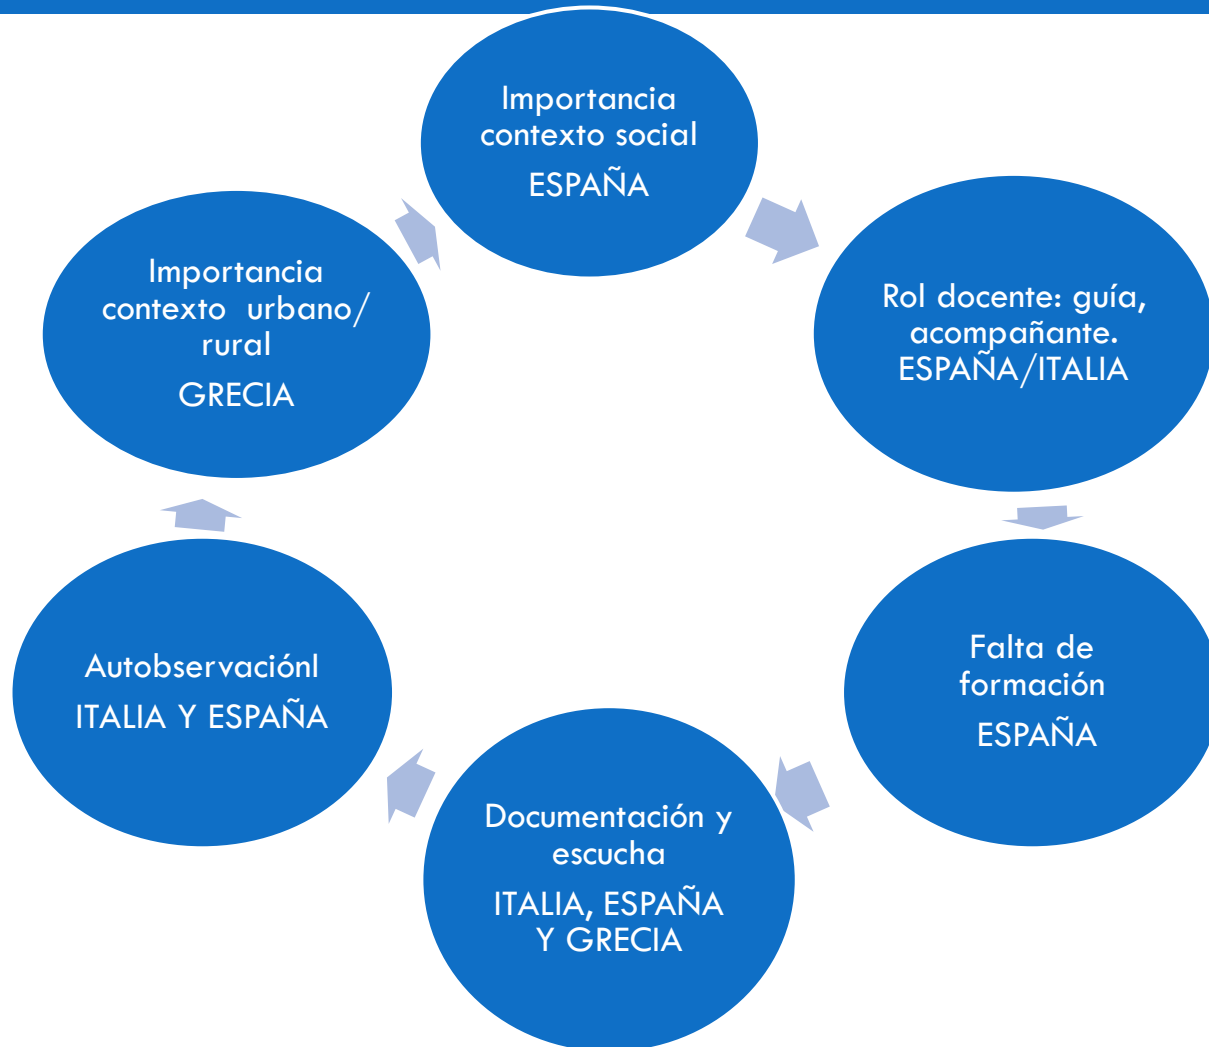 Importancia
contexto social
ESPAÑA
Rol docente: guía,
acompañante.
ESPAÑA/ITALIA
Falta de
formación
ESPAÑA
Documentación y
escucha
ITALIA, ESPAÑA
Y GRECIA
Autobservaciónl
ITALIA Y ESPAÑA
Importancia
contexto urbano/
rural
GRECIA